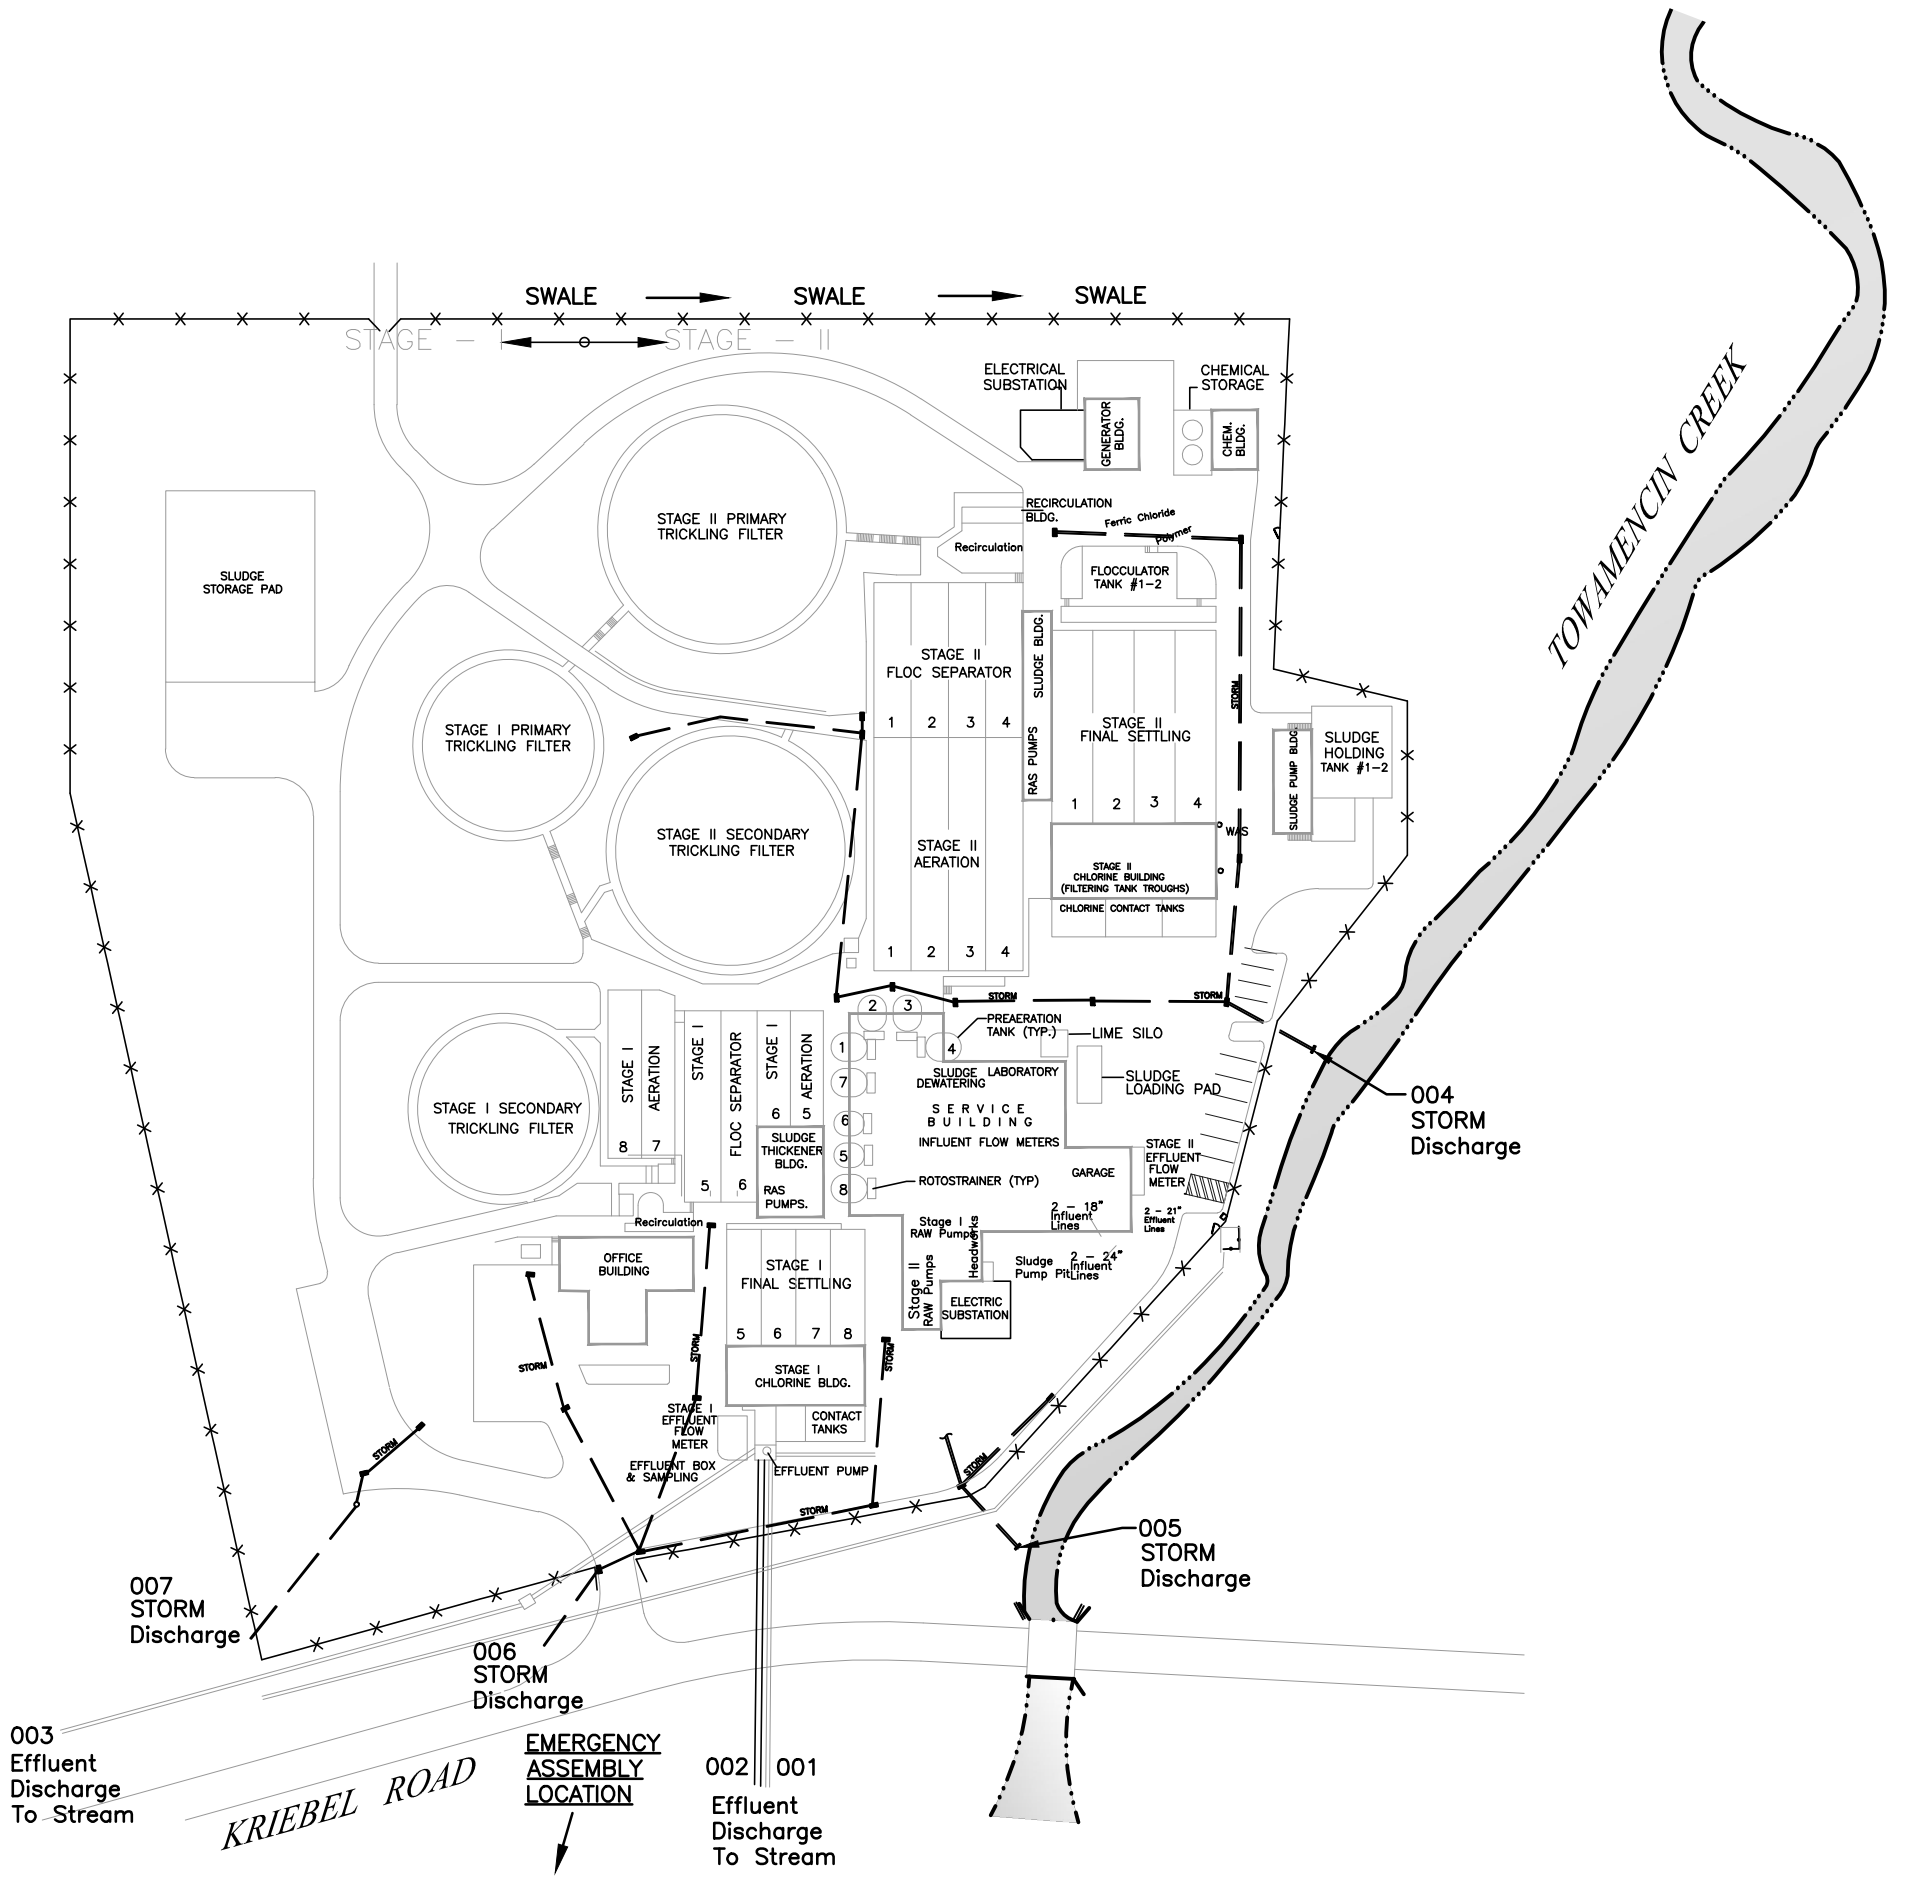 SWALE
SWALE
SWALE
STAGE - I
STAGE - II
ELECTRICAL
SUBSTATION
CHEMICAL
STORAGE
GENERATOR
BLDG.
CHEM.
BLDG.
TOWAMENCIN CREEK
RECIRCULATION
BLDG.
Ferric Chloride
Polymer
Recirculation
STAGE II PRIMARY
TRICKLING FILTER
SLUDGE
STORAGE PAD
FLOCCULATOR
TANK #1-2
SLUDGE BLDG.
RAS PUMPS
STAGE II
FLOC SEPARATOR
1 2 3 4
STORM
STAGE I PRIMARY
TRICKLING FILTER
STAGE II
FINAL SETTLING
1 2 3 4
SLUDGE PUMP BLDG.
SLUDGE
HOLDING
TANK #1-2
WAS
STAGE II SECONDARY
TRICKLING FILTER
STAGE II
AERATION
1 2 3 4
STAGE II
CHLORINE BUILDING
(FILTERING TANK TROUGHS)
CHLORINE CONTACT TANKS
STORM
STORM
2 3
1
4
7
6
5
8
PREAERATION
TANK (TYP.)
LIME SILO
SLUDGE
LOADING PAD
SLUDGE
DEWATERING
LABORATORY
SERVICE
BUILDING
INFLUENT FLOW METERS
ROTOSTRAINER (TYP)
GARAGE
STAGE II
EFFLUENT
FLOW
METER
004
STORM
Discharge
STAGE I SECONDARY
TRICKLING FILTER
STAGE I
AERATION
8 7
STAGE I
FLOC SEPARATOR
5 6
STAGE I
AERATION
6 5
SLUDGE
THICKENER
BLDG.
RAS
PUMPS.
Recirculation
Stage I
RAW Pumps
Headworks
Stage II
RAW Pumps
2 - 18"
Influent
Lines
2 - 21"
Effluent
Lines
Sludge
Pump Pit
2 - 24"
Influent
Lines
ELECTRIC
SUBSTATION
OFFICE
BUILDING
STAGE I
FINAL SETTLING
5 6 7 8
STORM
STORM
STORM
STAGE I
CHLORINE BLDG.
CONTACT
TANKS
STAGE I
EFFLUENT
FLOW
METER
EFFLUENT BOX
& SAMPLING
EFFLUENT PUMP
STORM
STORM
STORM
005
STORM
Discharge
007
STORM
Discharge
006
STORM
Discharge
003
Effluent
Discharge
To Stream
KRIEBEL ROAD
EMERGENCY
ASSEMBLY
LOCATION
002 001
Effluent
Discharge
To Stream